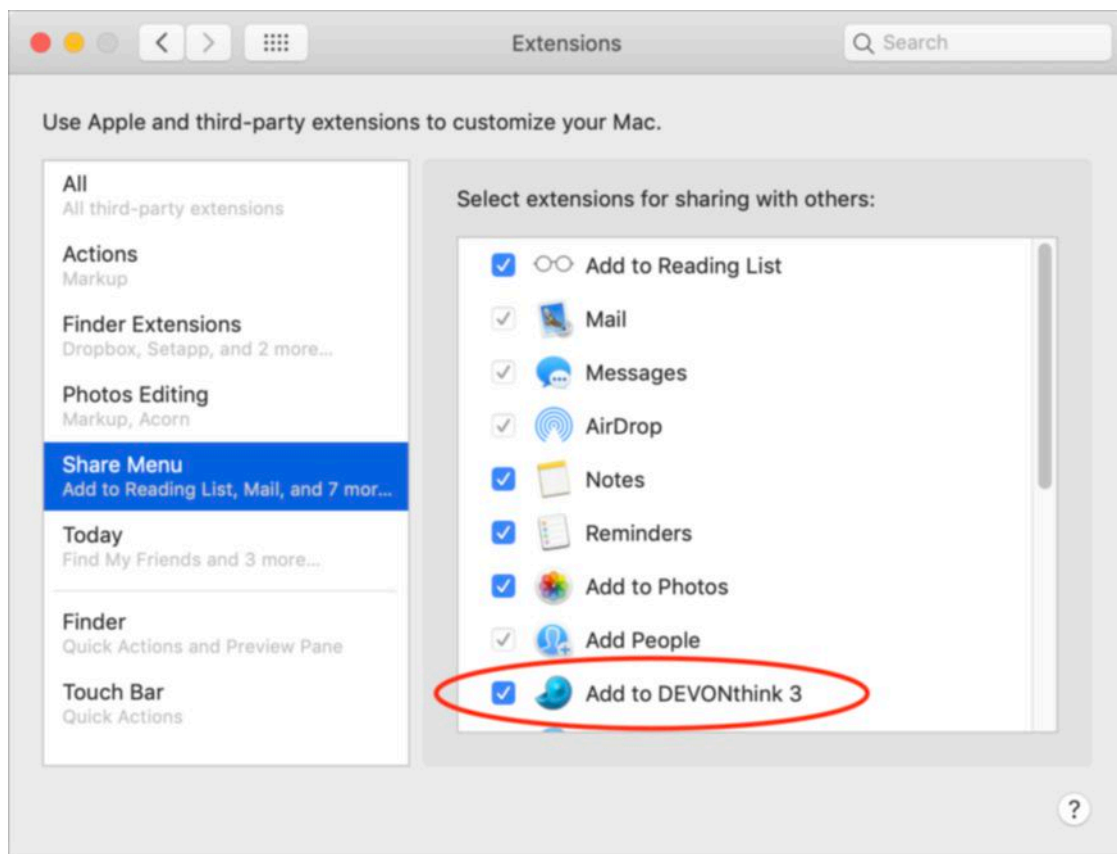 Extensions
Search
Use Apple and third-party extensions to customize your Mac.
All
All third-party extensions
Actions
Markup
Finder Extensions
Dropbox, Setapp, and 2 more...
Photos Editing
Markup, Acorn
Share Menu
Add to Reading List, Mail, and 7 mor...
Today
Find My Friends and 3 more...
Finder
Quick Actions and Preview Pane
Touch Bar
Quick Actions
Select extensions for sharing with others:
Add to Reading List
Mail
Messages
AirDrop
Notes
Reminders
Add to Photos
Add People
Add to DEVONthink 3
?